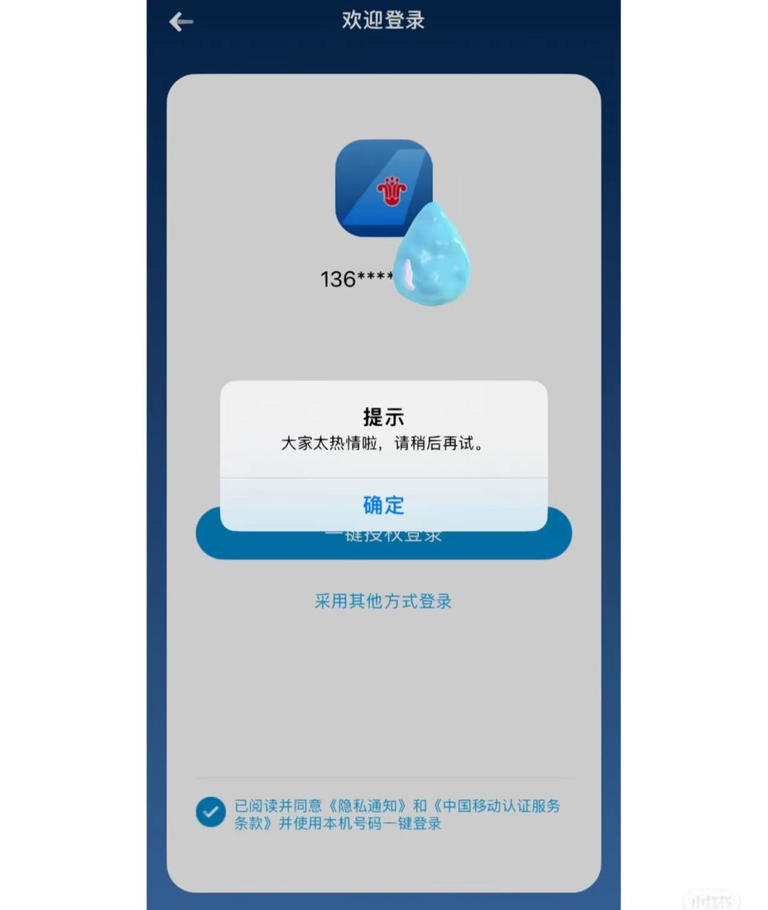 欢迎登录
136****
提示
大家太热情啦，请稍后再试。
确定
一键授权登录
采用其他方式登录
已阅读并同意《隐私通知》和《中国移动认证服务
条款》并使用本机号码一键登录
小红书